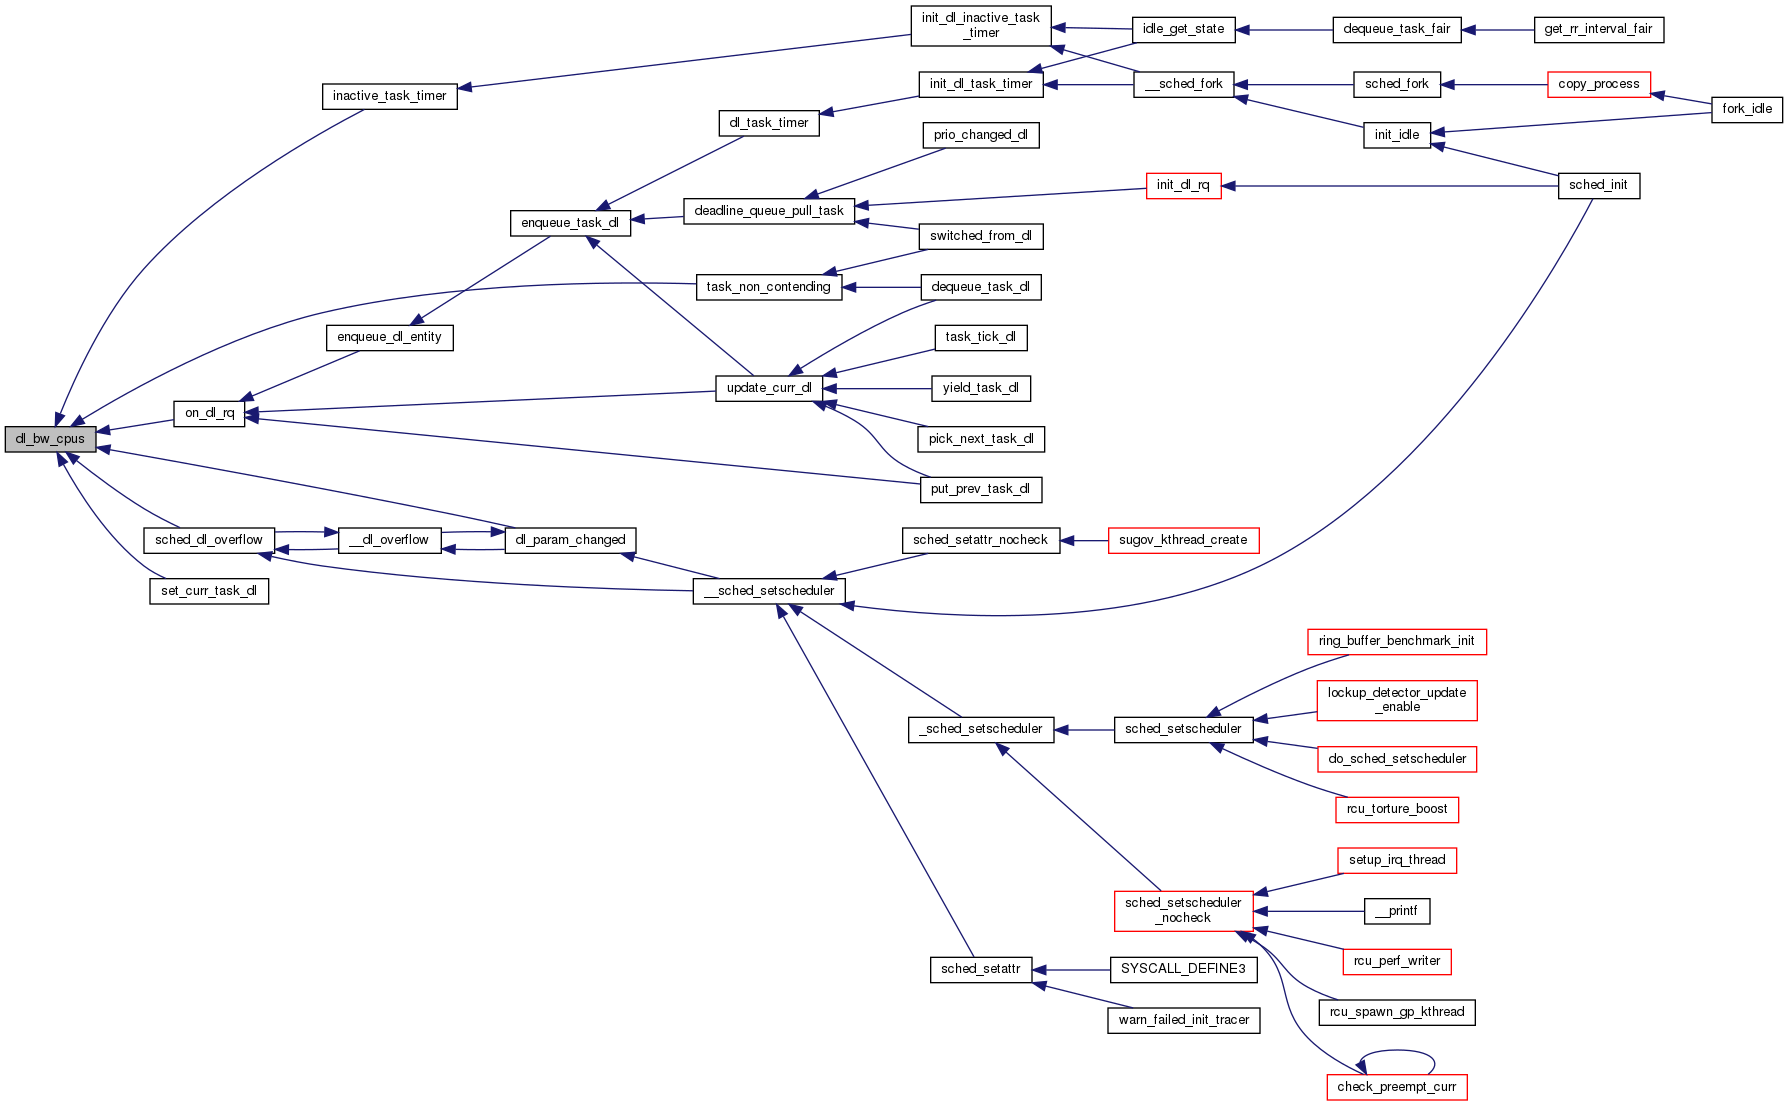 init_dl_inactive_task
_timer
idle_get_state
dequeue_task_fair
get_rr_interval_fair
inactive_task_timer
init_dl_task_timer
__sched_fork
sched_fork
copy_process
fork_idle
dl_task_timer
prio_changed_dl
init_idle
init_dl_rq
sched_init
deadline_queue_pull_task
enqueue_task_dl
switched_from_dl
task_non_contending
dequeue_task_dl
enqueue_dl_entity
task_tick_dl
update_curr_dl
yield_task_dl
on_dl_rq
dl_bw_cpus
pick_next_task_dl
put_prev_task_dl
sched_dl_overflow
__dl_overflow
dl_param_changed
sched_setattr_nocheck
sugov_kthread_create
set_curr_task_dl
__sched_setscheduler
ring_buffer_benchmark_init
lockup_detector_update
_enable
_sched_setscheduler
sched_setscheduler
do_sched_setscheduler
rcu_torture_boost
setup_irq_thread
sched_setscheduler
_nocheck
__printf
rcu_perf_writer
sched_setattr
SYSCALL_DEFINE3
rcu_spawn_gp_kthread
warn_failed_init_tracer
check_preempt_curr